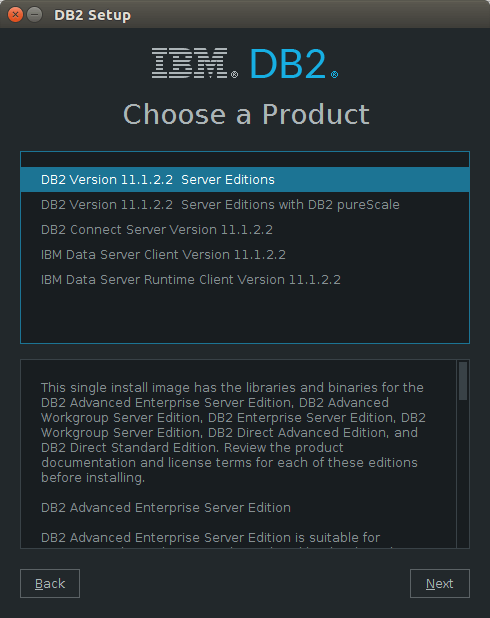 DB2 Setup
IBM® DB2®
Choose a Product
DB2 Version 11.1.2.2  Server Editions
DB2 Version 11.1.2.2  Server Editions with DB2 pureScale
DB2 Connect Server Version 11.1.2.2
IBM Data Server Client Version 11.1.2.2
IBM Data Server Runtime Client Version 11.1.2.2
This single install image has the libraries and binaries for the
DB2 Advanced Enterprise Server Edition, DB2 Advanced
Workgroup Server Edition, DB2 Enterprise Server Edition, DB2
Workgroup Server Edition, DB2 Direct Advanced Edition, and
DB2 Direct Standard Edition. Review the product
documentation and license terms for each of these editions
before installing.
DB2 Advanced Enterprise Server Edition
DB2 Advanced Enterprise Server Edition is suitable for
Back
Next